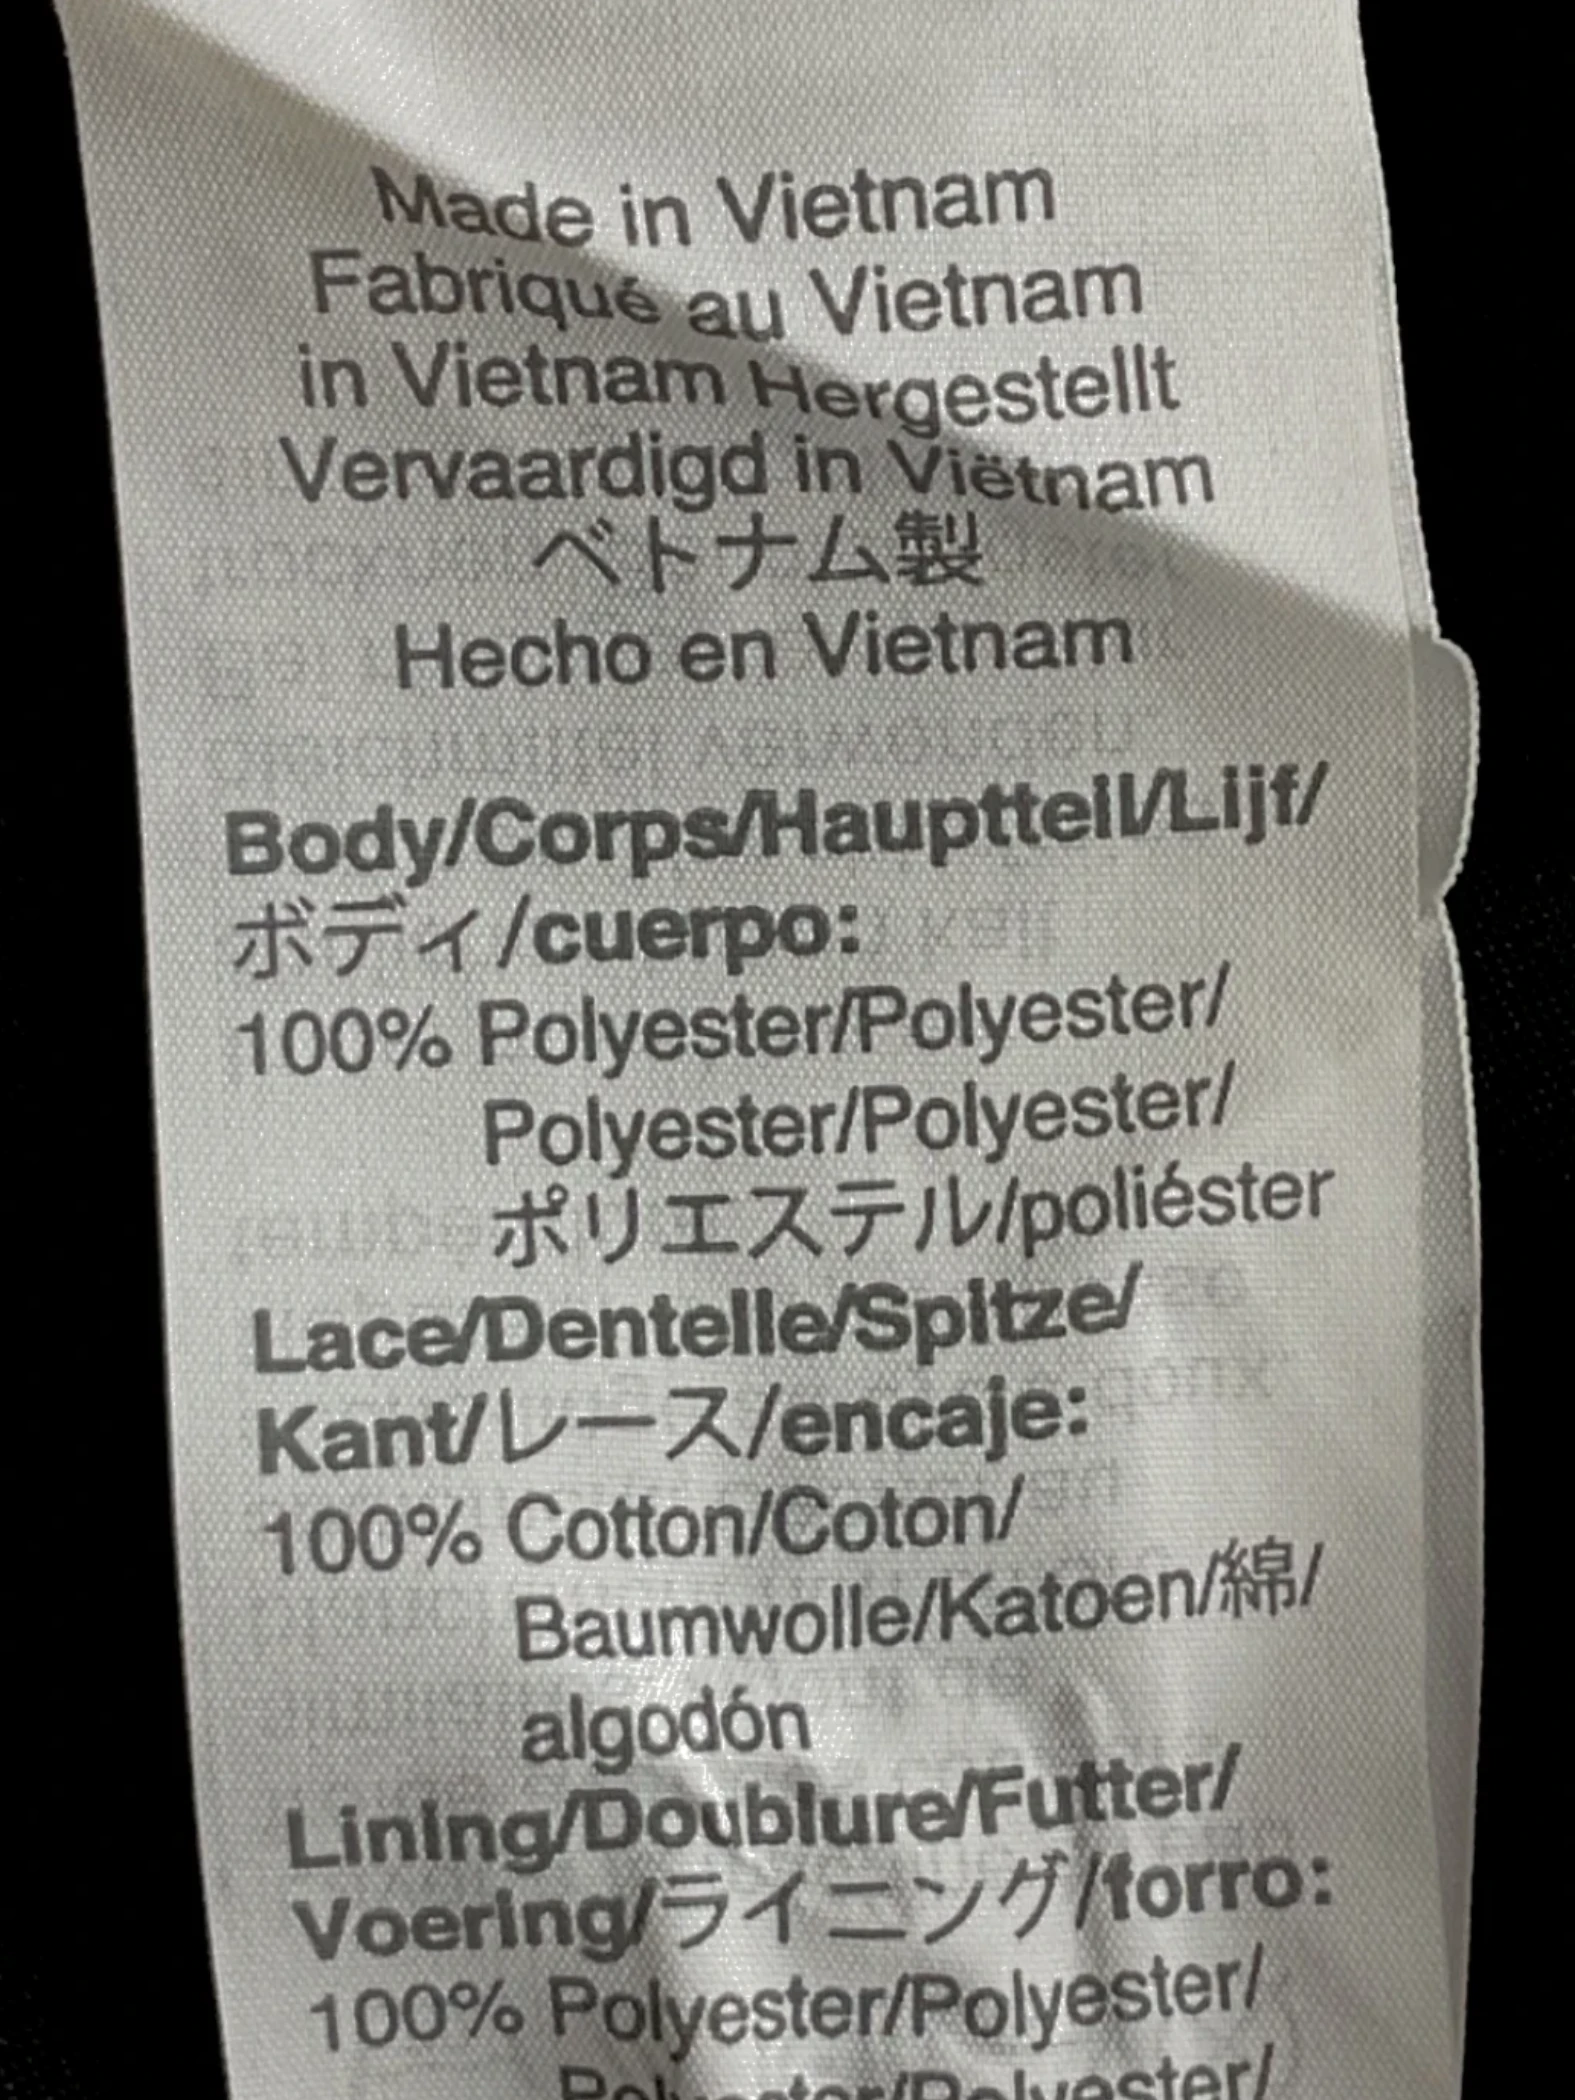 Made in Vietnam
Fabriqué au Vietnam
in Vietnam Hergestellt
Vervaardigd in Viëtnam
ベトナム製
Hecho en Vietnam
Body/Corps/Hauptteil/Lijf/
ボディ/cuerpo:
100% Polyester/Polyester/
Polyester/Polyester/
ポリエステル/poliéster
Lace/Dentelle/Spitze/
Kant/レース/encaje:
100% Cotton/Coton/
Baumwolle/Katoen/綿/
algodón
Lining/Doublure/Futter/
Voering/ライニング/forro:
100% Polyester/Polyester/
Polyester/Polyester/